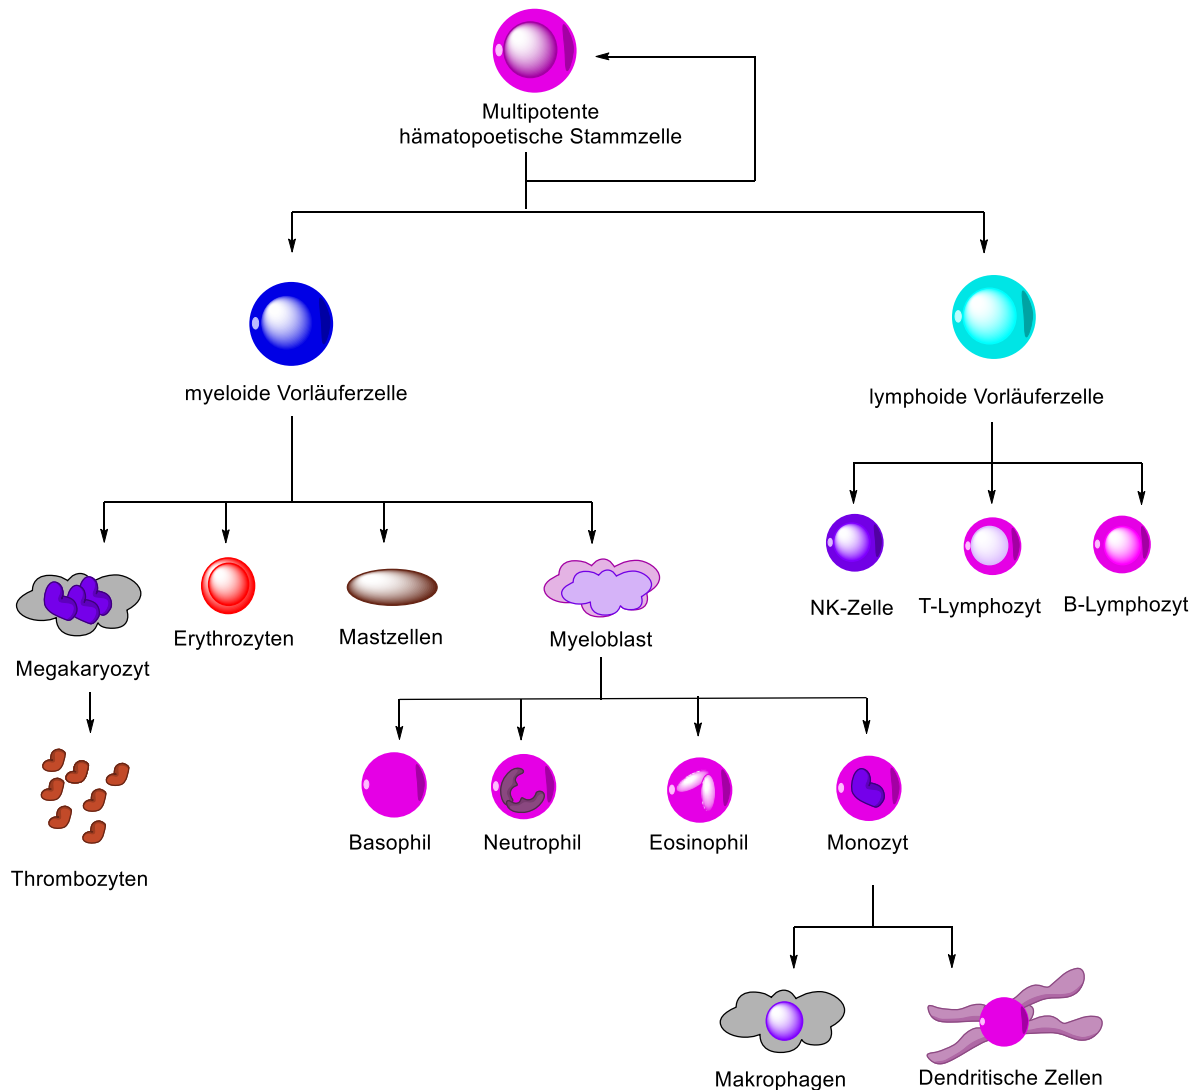 Multipotente
hämatopoetische Stammzelle
myeloide Vorläuferzelle
lymphoide Vorläuferzelle
NK-Zelle
T-Lymphozyt
B-Lymphozyt
Megakaryozyt
Erythrozyten
Mastzellen
Myeloblast
Thrombozyten
Basophil
Neutrophil
Eosinophil
Monozyt
Makrophagen
Dendritische Zellen